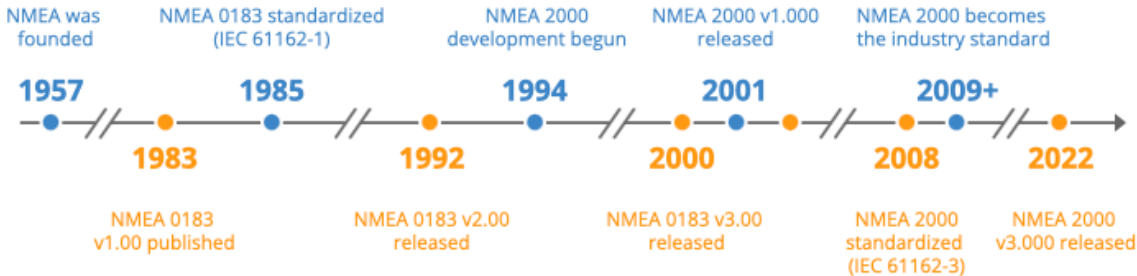 NMEA was
founded
NMEA 0183 standardized
(IEC 61162-1)
NMEA 2000
development begun
NMEA 2000 v1.000
released
NMEA 2000 becomes
the industry standard
1957
1985
1994
2001
2009+
1983
1992
2000
2008
2022
NMEA 0183
v1.00 published
NMEA 0183 v2.00
released
NMEA 0183 v3.00
released
NMEA 2000
standardized
(IEC 61162-3)
NMEA 2000
v3.000 released